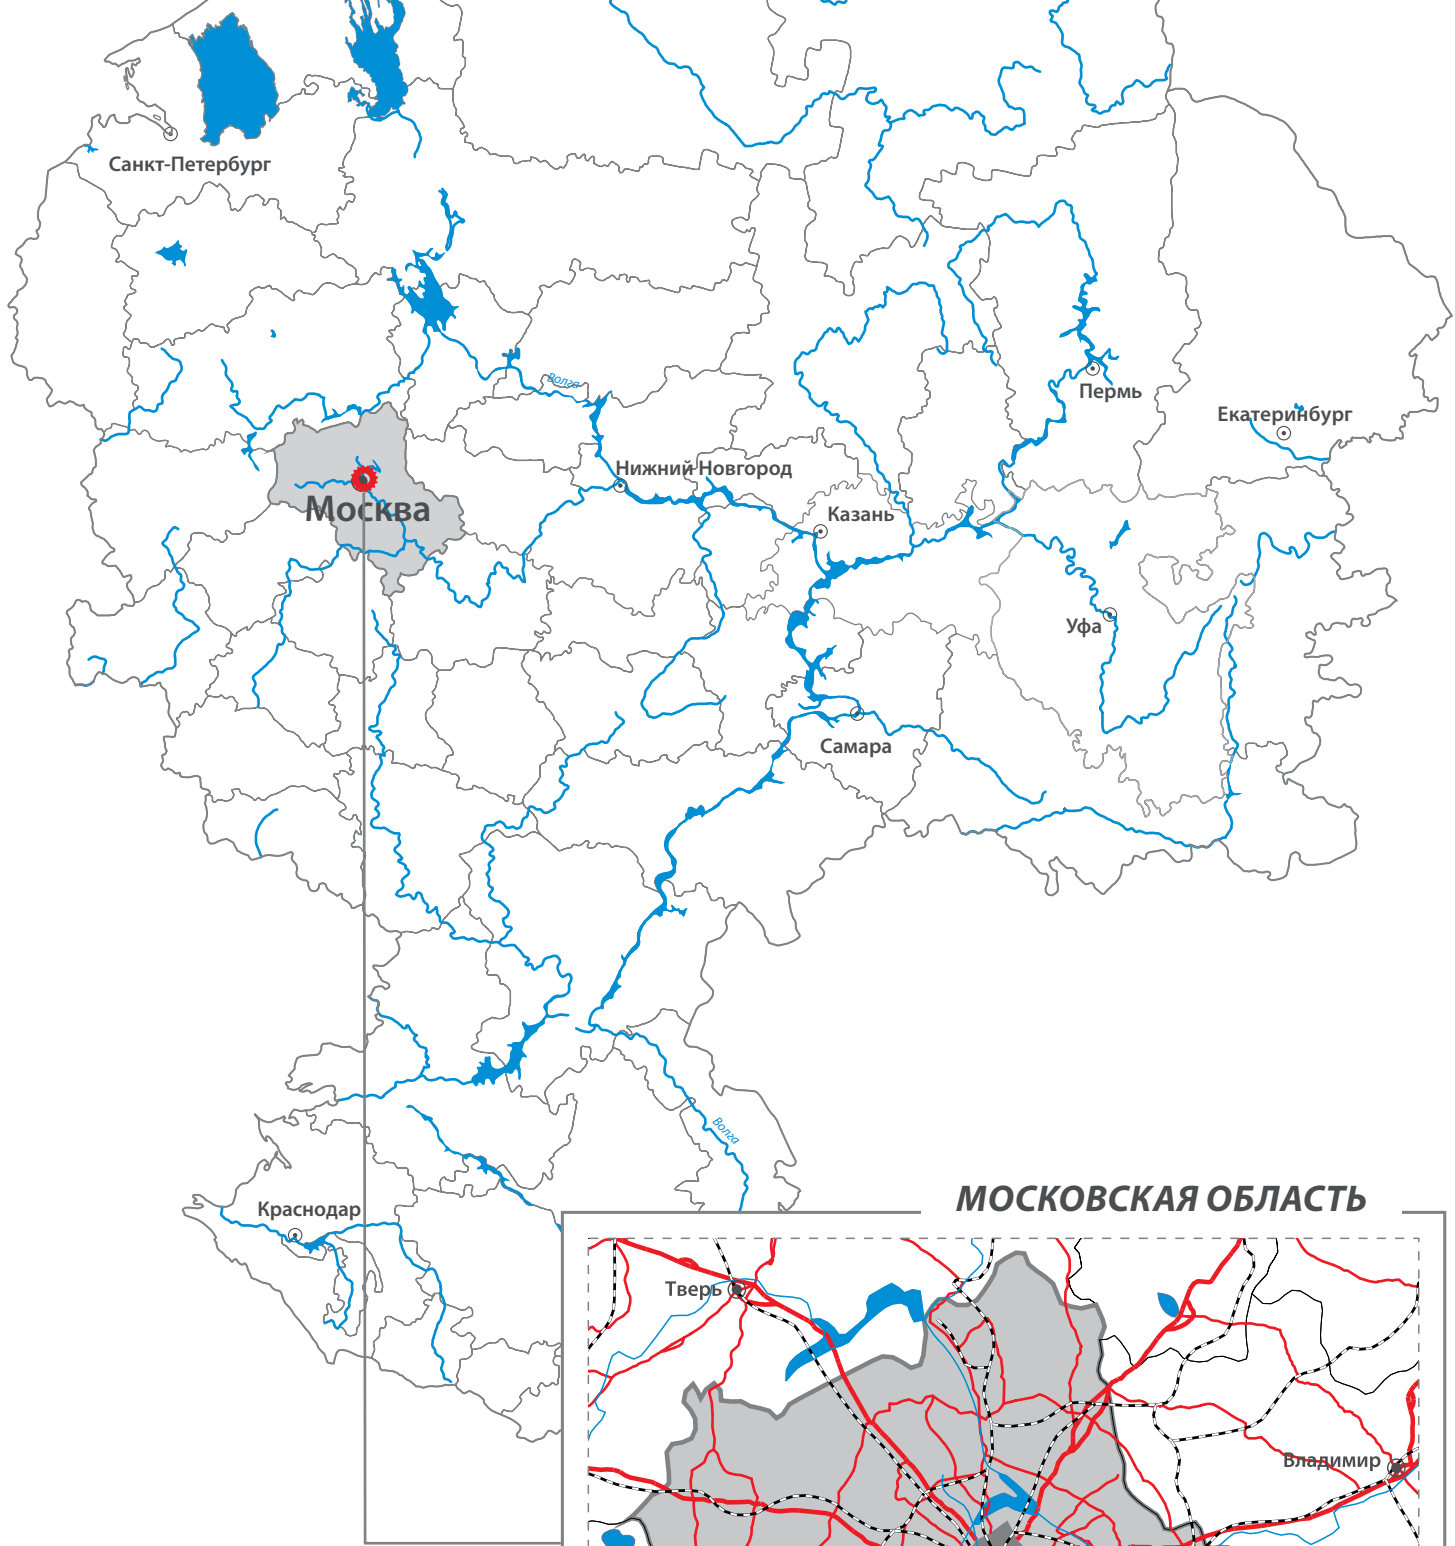 Санкт-Петербург
Волга
Пермь
Екатеринбург
Нижний Новгород
Москва
Казань
Уфа
Самара
Волга
Краснодар
МОСКОВСКАЯ ОБЛАСТЬ
Тверь
Владимир